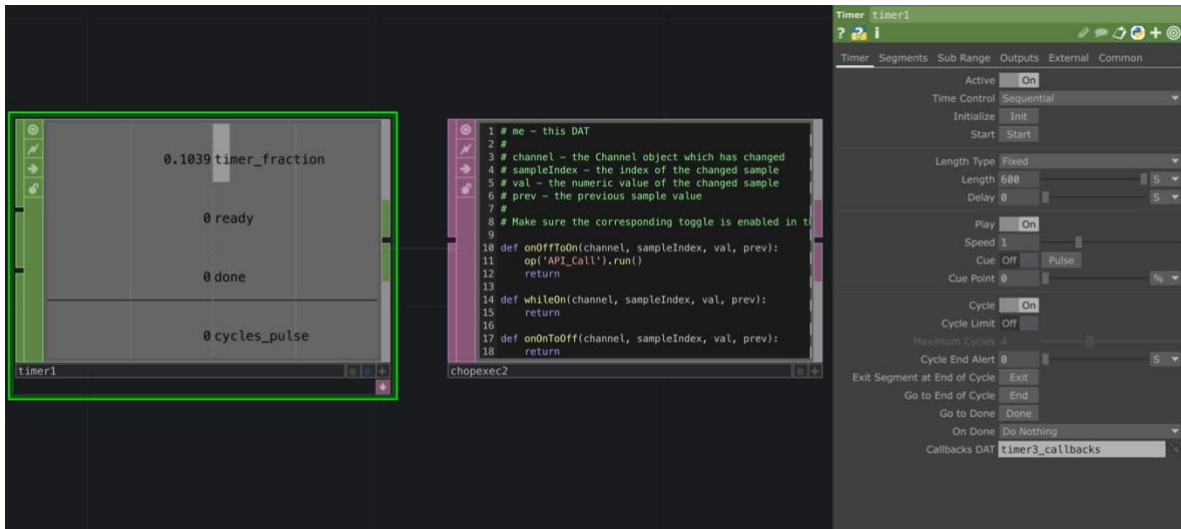 0.1039 timer_fraction
0 ready
0 done
0 cycles_pulse
timer1
1 # me - this DAT
2 #
3 # channel - the Channel object which has changed
4 # sampleIndex - the index of the changed sample
5 # val - the numeric value of the changed sample
6 # prev - the previous sample value
7 #
8 # Make sure the corresponding toggle is enabled in th
9
10 def onOffToOn(channel, sampleIndex, val, prev):
11     op('API_Call').run()
12     return
13
14 def whileOn(channel, sampleIndex, val, prev):
15     return
16
17 def onOnToOff(channel, sampleIndex, val, prev):
18     return
chopexec2
Timer timer1
? i
Timer Segments Sub Range Outputs External Common
Active On
Time Control Sequential
Initialize Init
Start Start
Length Type Fixed
Length 600 S
Delay 0 S
Play On
Speed 1
Cue Off Pulse
Cue Point 0 %
Cycle On
Cycle Limit Off
Maximum Cycles 4
Cycle End Alert 0 S
Exit Segment at End of Cycle Exit
Go to End of Cycle End
Go to Done Done
On Done Do Nothing
Callbacks DAT timer3_callbacks